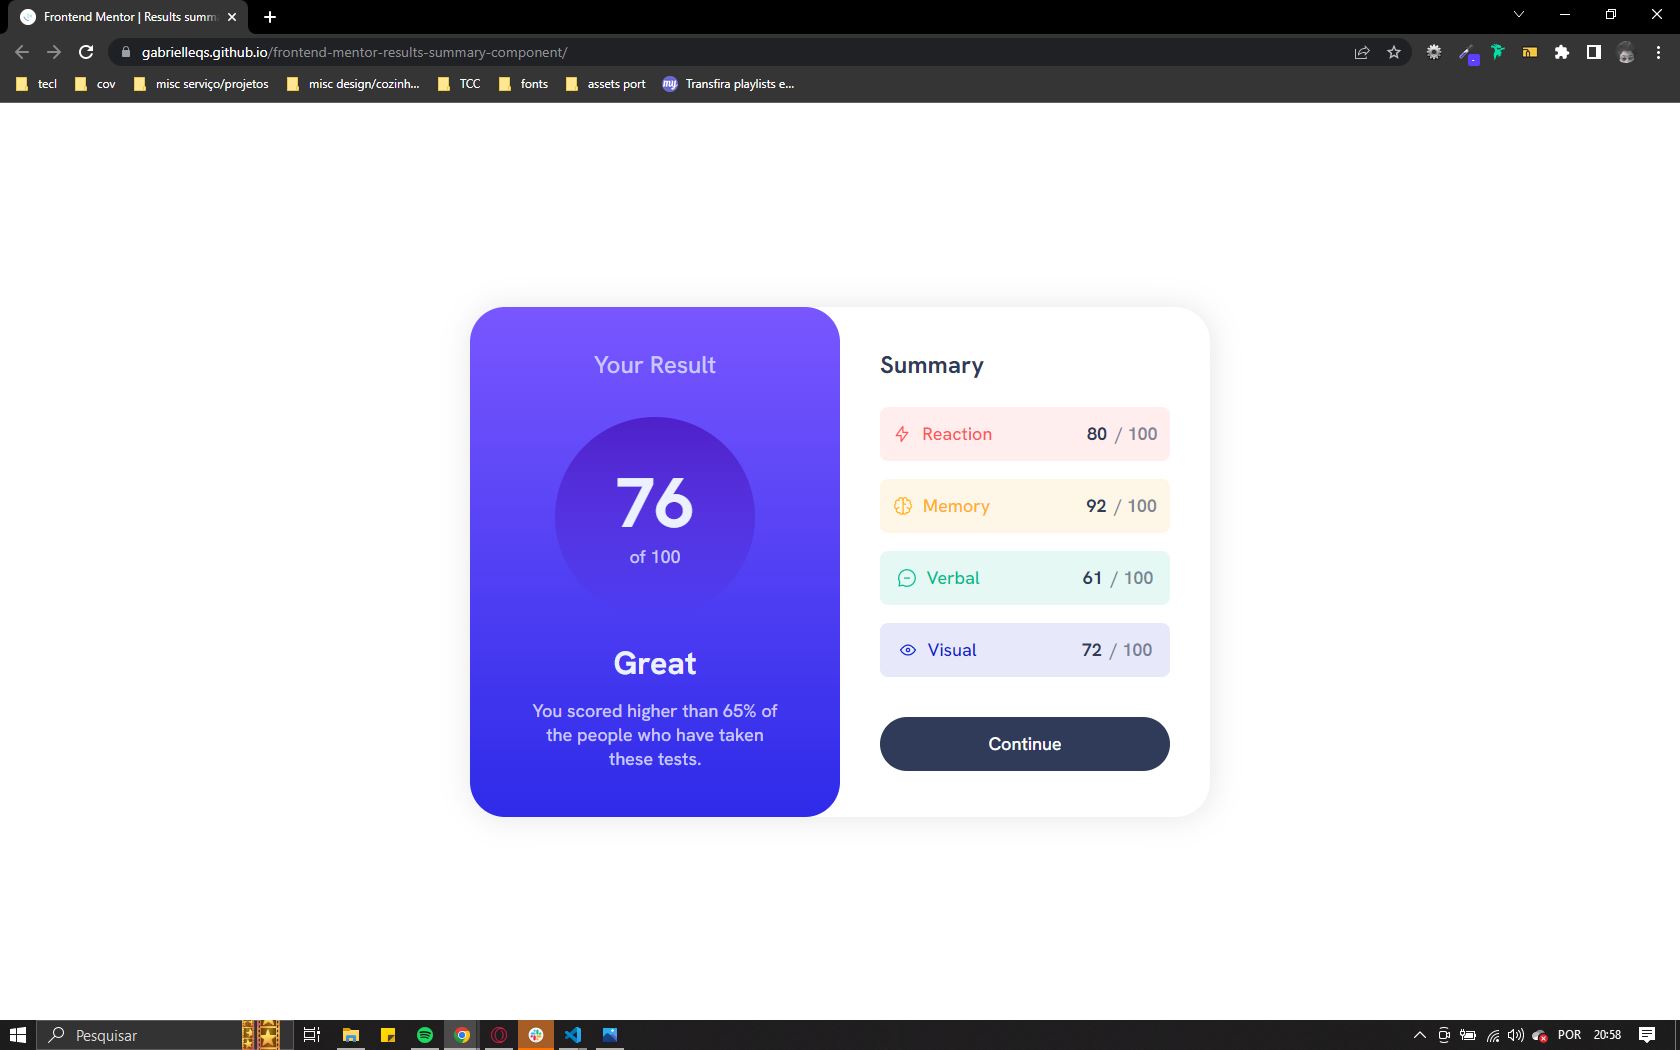 Frontend Mentor | Results summ
gabrielleqs.github.io/frontend-mentor-results-summary-component/
tecl cov misc serviço/projetos misc design/cozinh... TCC fonts assets port my Transfira playlists e...
Your Result
76
of 100
Great
You scored higher than 65% of
the people who have taken
these tests.
Summary
Reaction 80 / 100
Memory 92 / 100
Verbal 61 / 100
Visual 72 / 100
Continue
Pesquisar POR 20:58